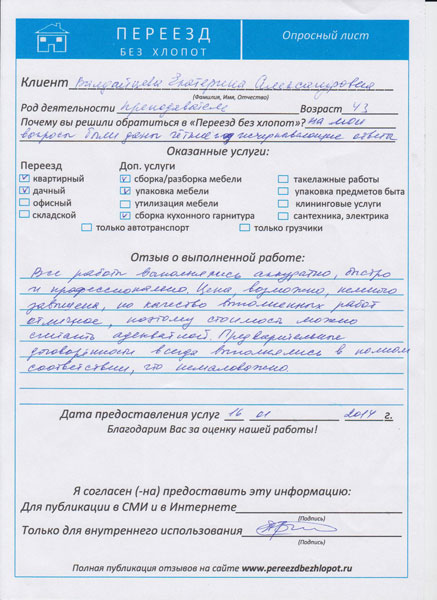 ПЕРЕЕЗД Опросный лист
БЕЗ ХЛОПОТ
Клиент Валдайцева Екатерина Александровна
(Фамилия, Имя, Отчество)
Род деятельности преподаватель Возраст 43
Почему вы решили обратиться в «Переезд без хлопот»? на мои
вопросы были даны четкие исчерпывающие ответы
Оказанные услуги:
Переезд Доп. услуги
квартирный сборка/разборка мебели такелажные работы
дачный упаковка мебели упаковка предметов быта
офисный утилизация мебели клининговые услуги
складской сборка кухонного гарнитура сантехника, электрика
только автотранспорт только грузчики
Отзыв о выполненной работе:
Все работы выполнялись аккуратно, быстро
и профессионально. Цена, возможно, немного
завышена, но качество выполненных работ
отличное, поэтому стоимость можно
считать адекватной. Предварительные
договоренности всегда выполнялись в полном
соответствии, что немаловажно.
Дата предоставления услуг 16 01 2014 г.
Благодарим Вас за оценку нашей работы!
Я согласен (-на) предоставить эту информацию:
Для публикации в СМИ и в Интернете
(Подпись)
Только для внутреннего использования
(Подпись)
Полная публикация отзывов на сайте www.pereezdbezhlopot.ru